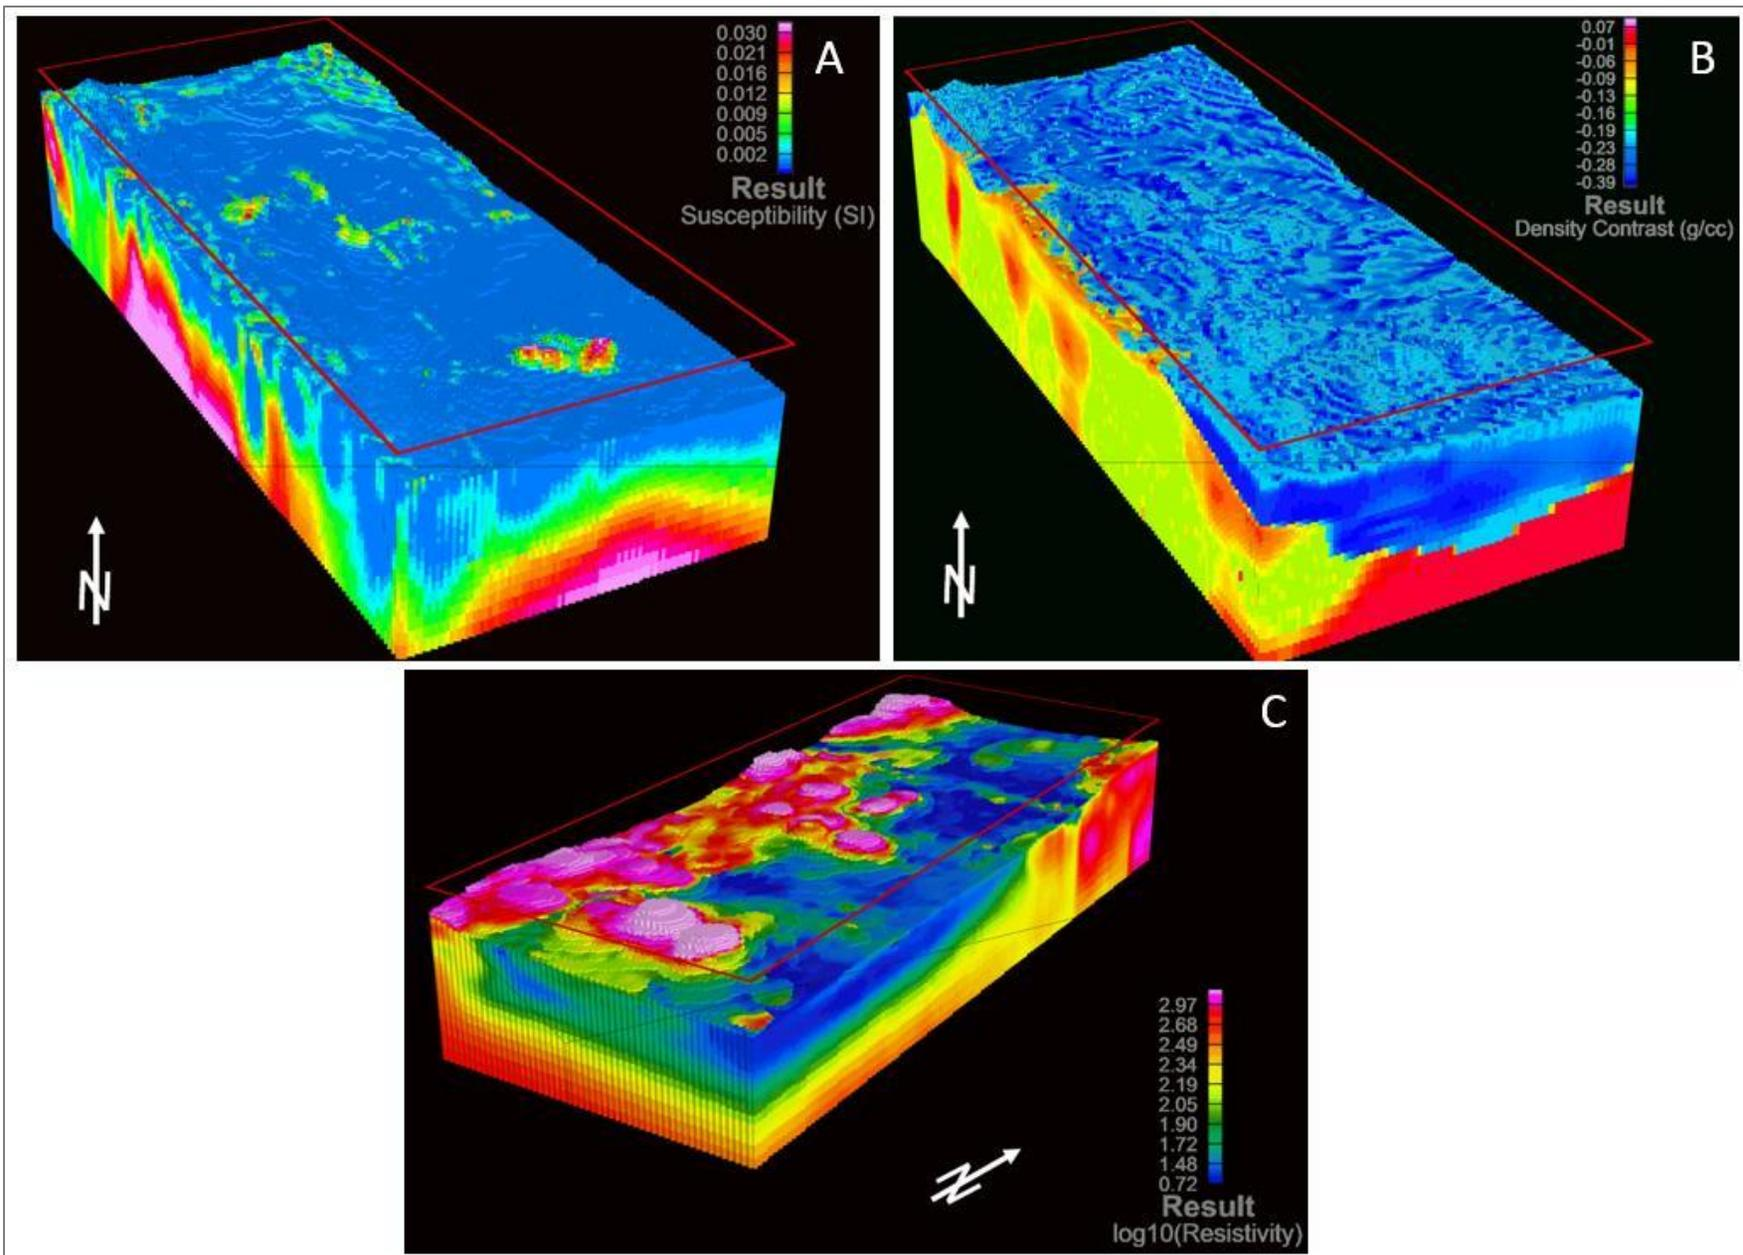 A
0.030
0.021
0.016
0.012
0.009
0.005
0.002
Result
Susceptibility (SI)
N
B
0.07
-0.01
-0.06
-0.09
-0.13
-0.16
-0.19
-0.23
-0.28
-0.39
Result
Density Contrast (g/cc)
N
C
2.97
2.68
2.49
2.34
2.19
2.05
1.90
1.72
1.48
0.72
Result
log10(Resistivity)
N